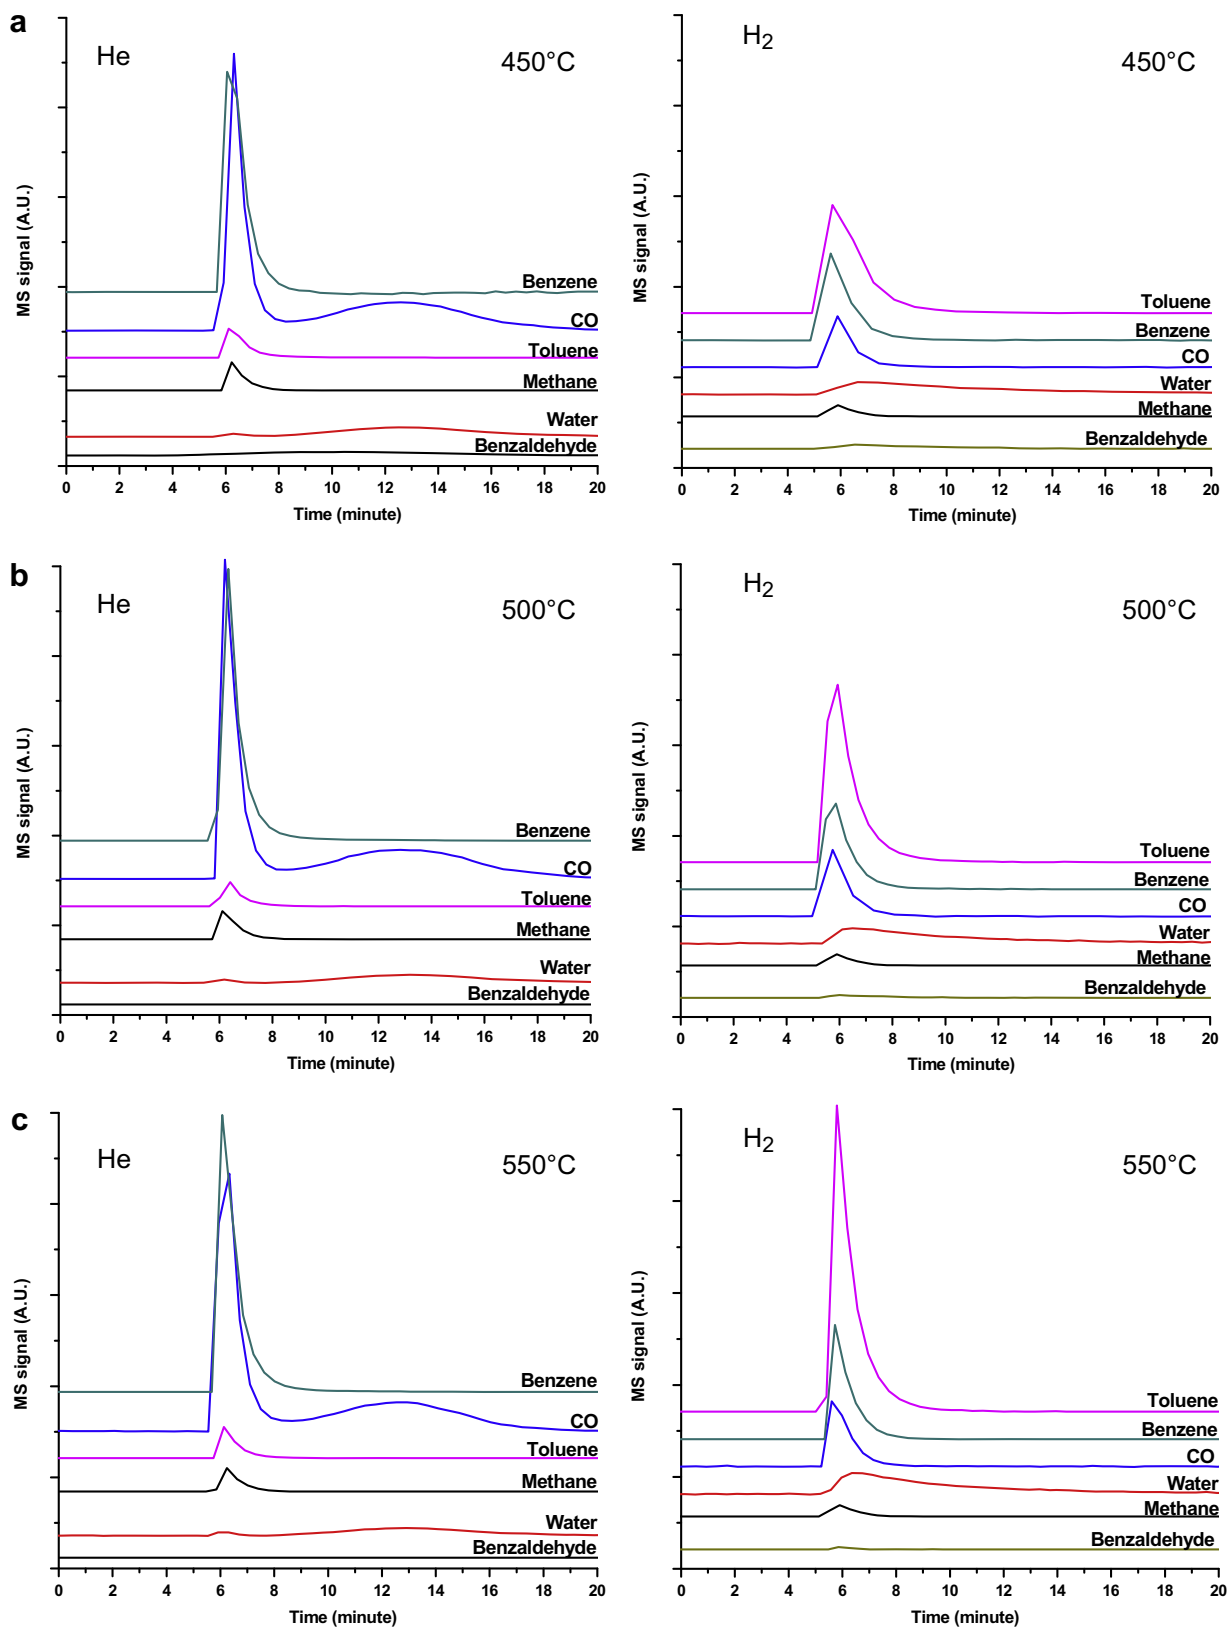 a
He
450°C
MS signal (A.U.)
Benzene
CO
Toluene
Methane
Water
Benzaldehyde
0 2 4 6 8 10 12 14 16 18 20
Time (minute)
H2
450°C
MS signal (A.U.)
Toluene
Benzene
CO
Water
Methane
Benzaldehyde
0 2 4 6 8 10 12 14 16 18 20
Time (minute)
b
He
500°C
MS signal (A.U.)
Benzene
CO
Toluene
Methane
Water
Benzaldehyde
0 2 4 6 8 10 12 14 16 18 20
Time (minute)
H2
500°C
MS signal (A.U.)
Toluene
Benzene
CO
Water
Methane
Benzaldehyde
0 2 4 6 8 10 12 14 16 18 20
Time (minute)
c
He
550°C
MS signal (A.U.)
Benzene
CO
Toluene
Methane
Water
Benzaldehyde
0 2 4 6 8 10 12 14 16 18 20
Time (minute)
H2
550°C
MS signal (A.U.)
Toluene
Benzene
CO
Water
Methane
Benzaldehyde
0 2 4 6 8 10 12 14 16 18 20
Time (minute)